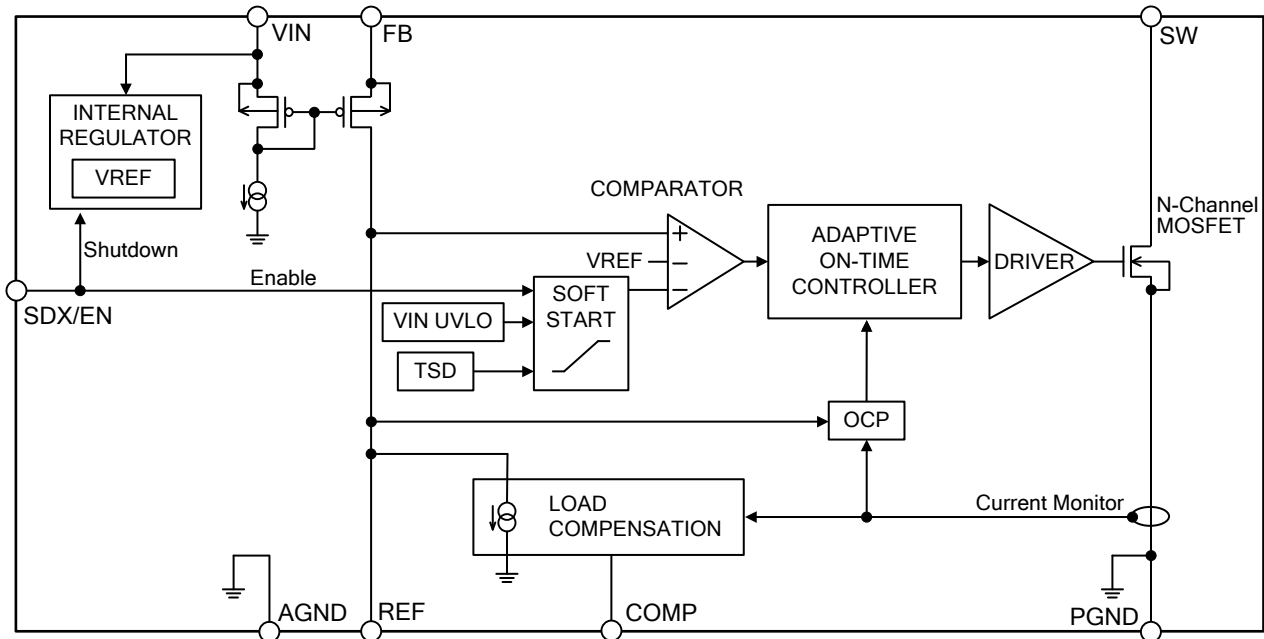 VIN
FB
SW
INTERNAL
REGULATOR
VREF
COMPARATOR
N-Channel
MOSFET
Shutdown
+
VREF
−
−
ADAPTIVE
ON-TIME
CONTROLLER
DRIVER
Enable
SDX/EN
SOFT
START
VIN UVLO
TSD
OCP
LOAD
COMPENSATION
Current Monitor
AGND
REF
COMP
PGND